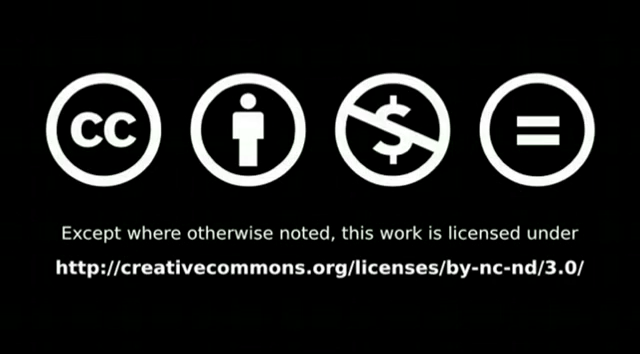 cc
$
=
Except where otherwise noted, this work is licensed under
http://creativecommons.org/licenses/by-nc-nd/3.0/